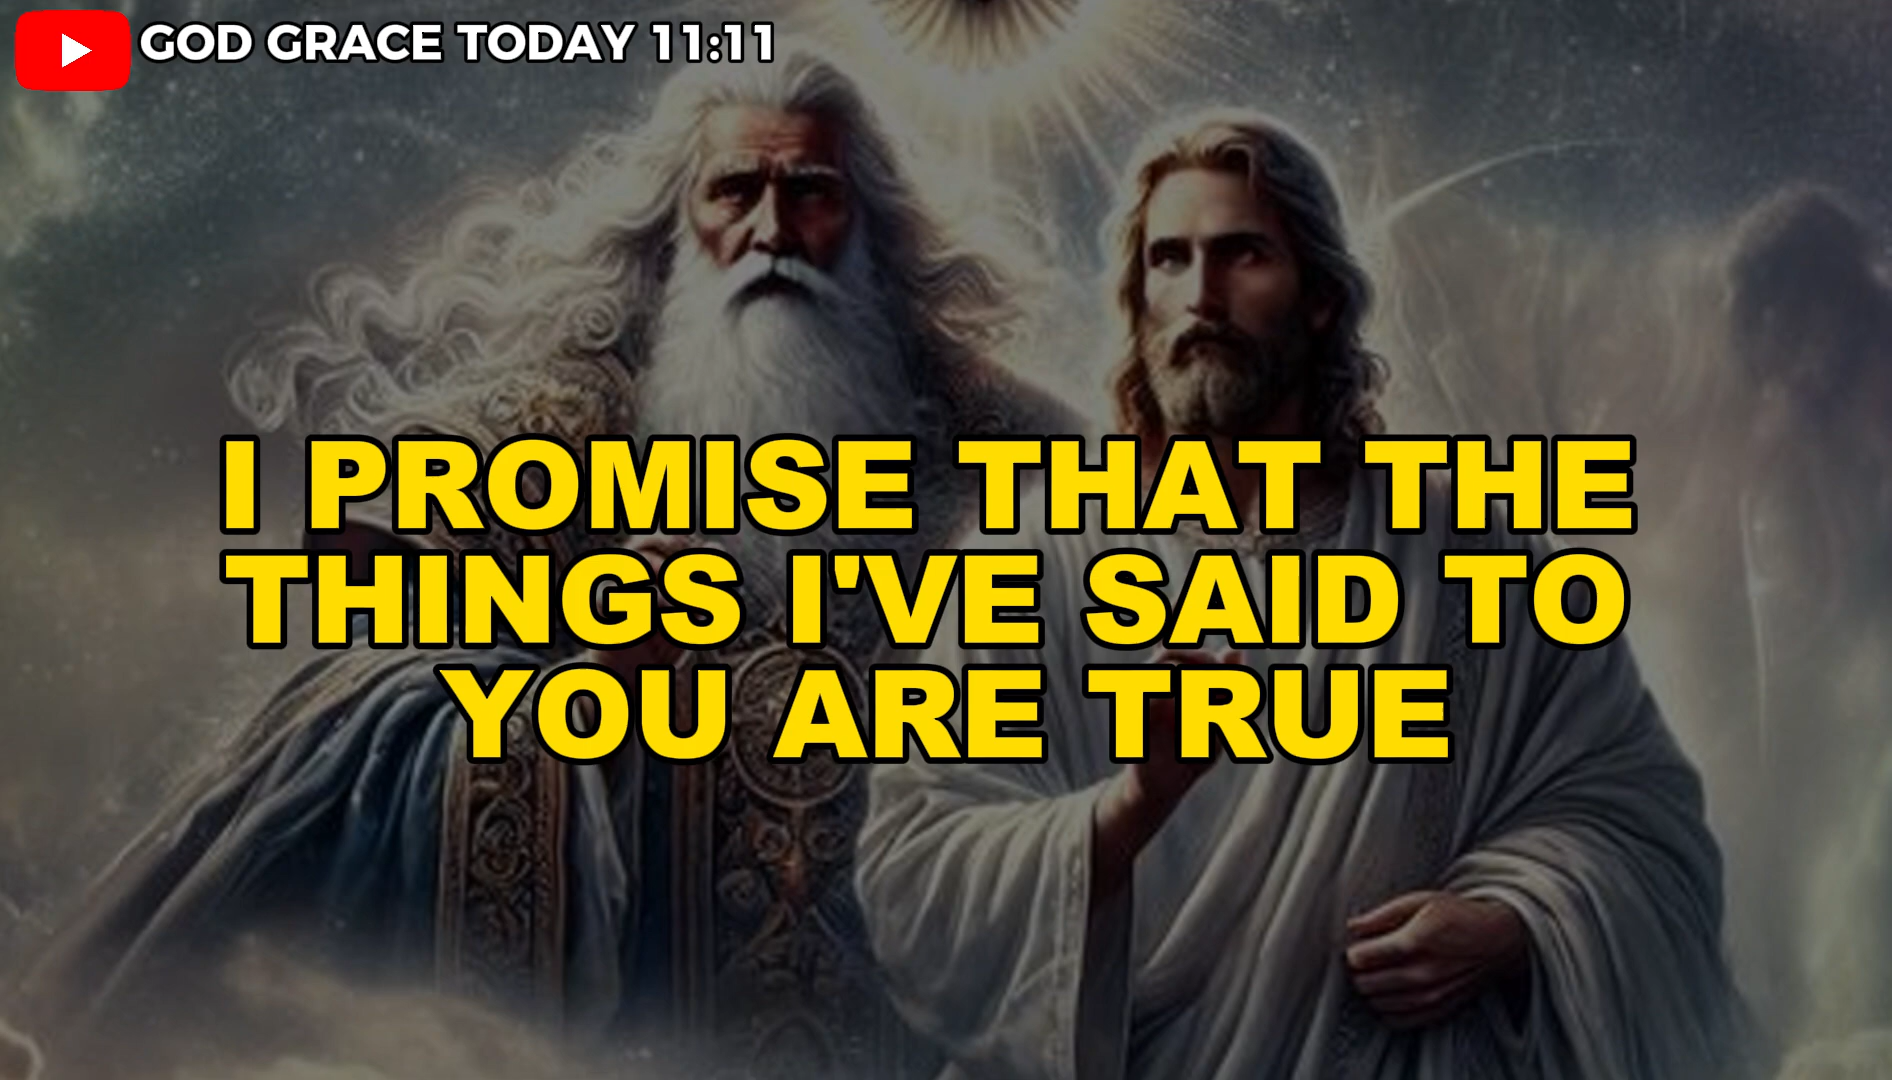 GOD GRACE TODAY 11:11
I PROMISE THAT THE
THINGS I'VE SAID TO
YOU ARE TRUE